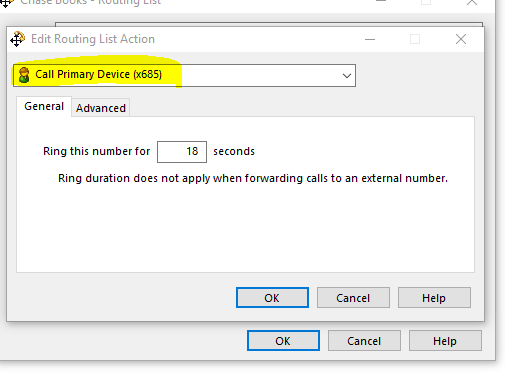 Chase Books - Routing List
Edit Routing List Action
Call Primary Device (x685)
General
Advanced
Ring this number for 18 seconds
Ring duration does not apply when forwarding calls to an external number.
OK
Cancel
Help
OK
Cancel
Help